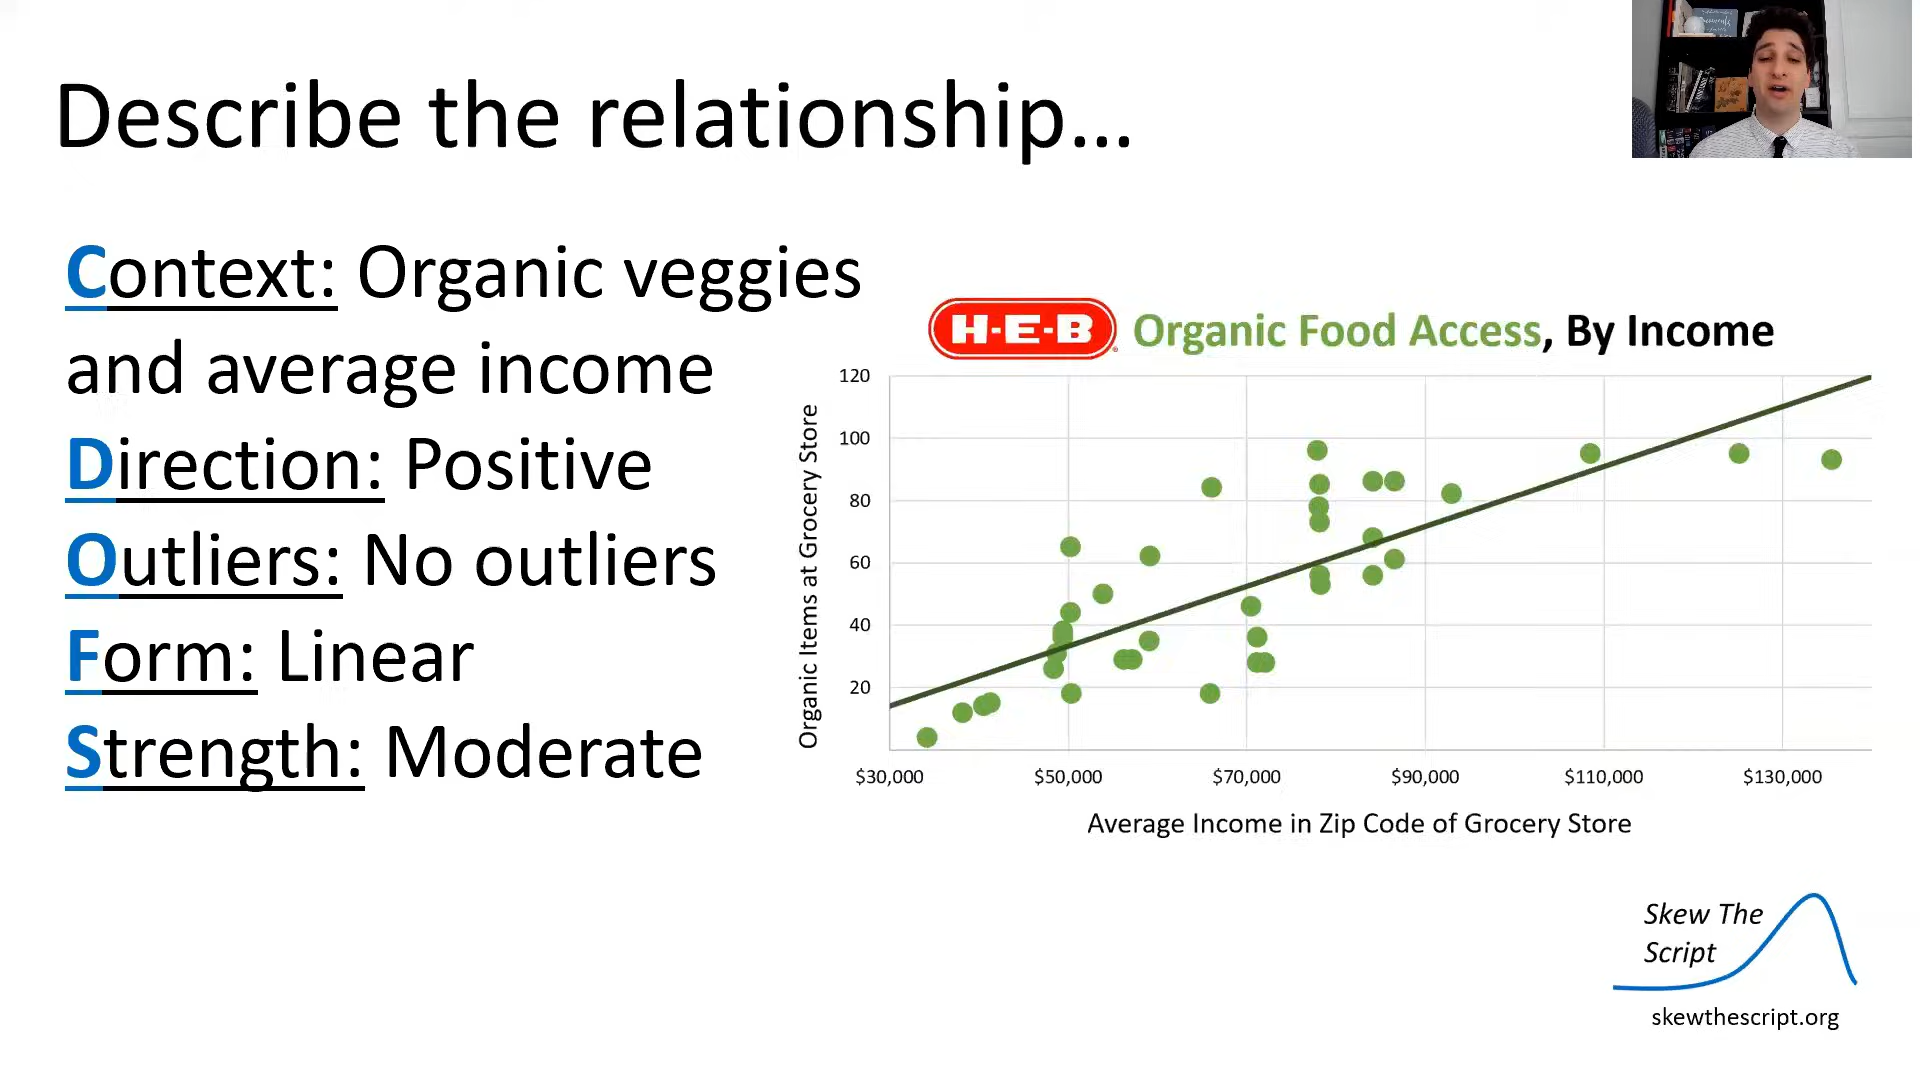 Describe the relationship...
Context: Organic veggies
and average income
Direction: Positive
Outliers: No outliers
Form: Linear
Strength: Moderate
H-E-B Organic Food Access, By Income
Organic Items at Grocery Store
120
100
80
60
40
20
$30,000 $50,000 $70,000 $90,000 $110,000 $130,000
Average Income in Zip Code of Grocery Store
Skew The
Script
skewthescript.org